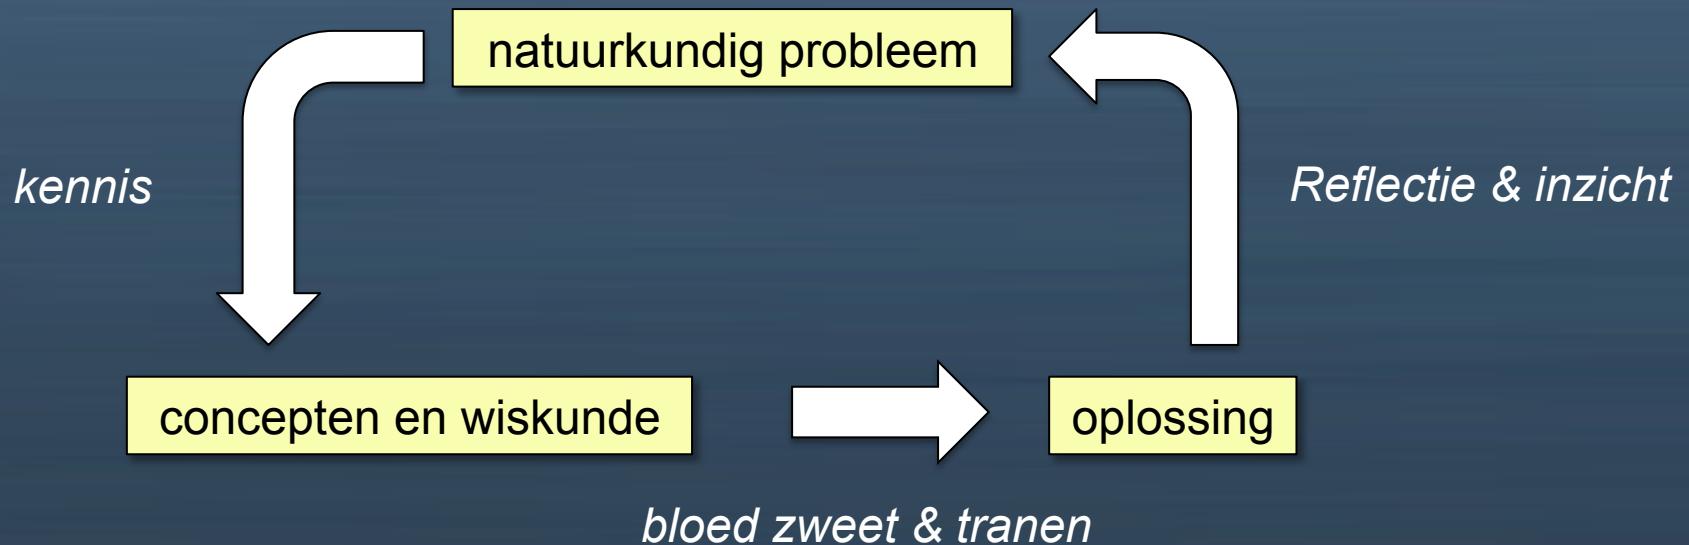 natuurkundig probleem
kennis
Reflectie & inzicht
concepten en wiskunde
oplossing
bloed zweet & tranen